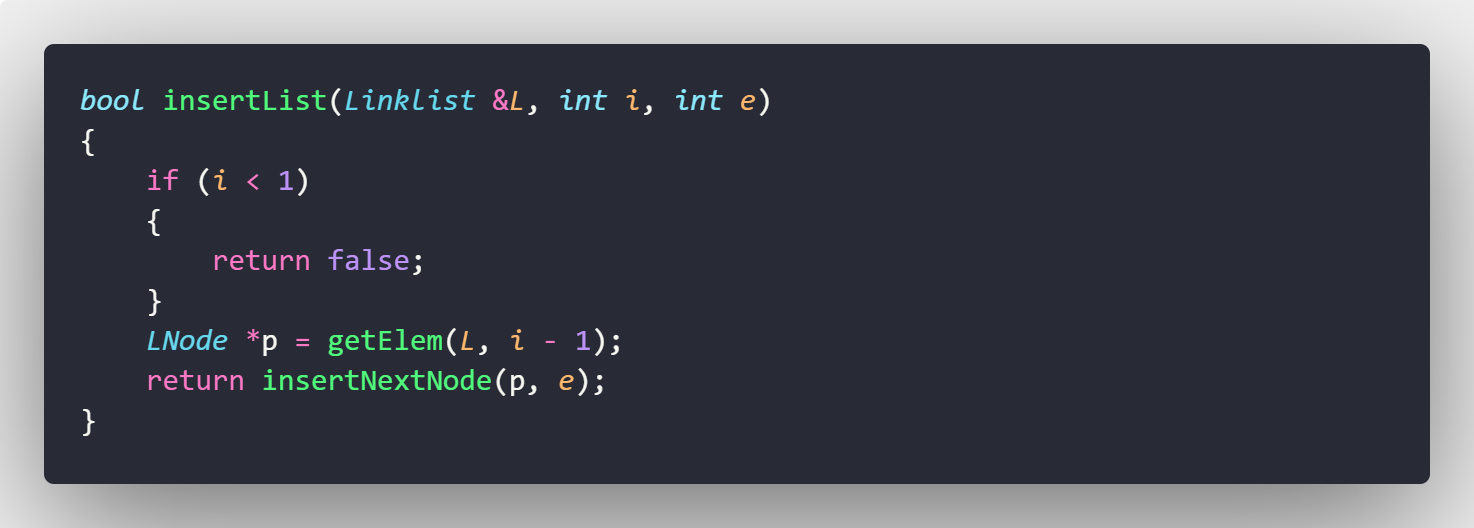 bool insertList(Linklist &L, int i, int e)
{
    if (i < 1)
    {
        return false;
    }
    LNode *p = getElem(L, i - 1);
    return insertNextNode(p, e);
}